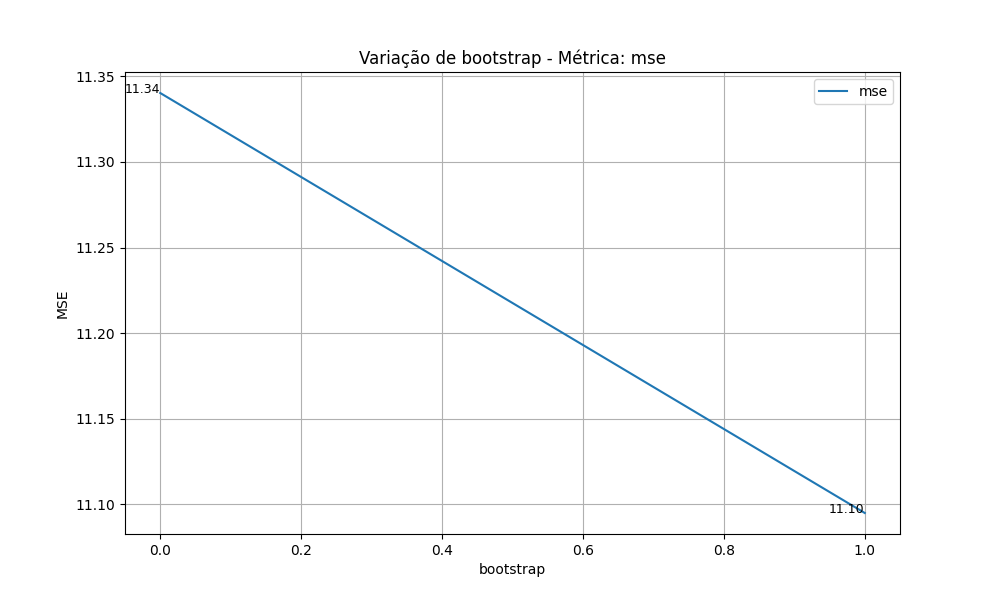 Variação de bootstrap - Métrica: mse
11.35
11.34
mse
11.30
11.25
MSE
11.20
11.15
11.10
11.10
0.0 0.2 0.4 0.6 0.8 1.0
bootstrap